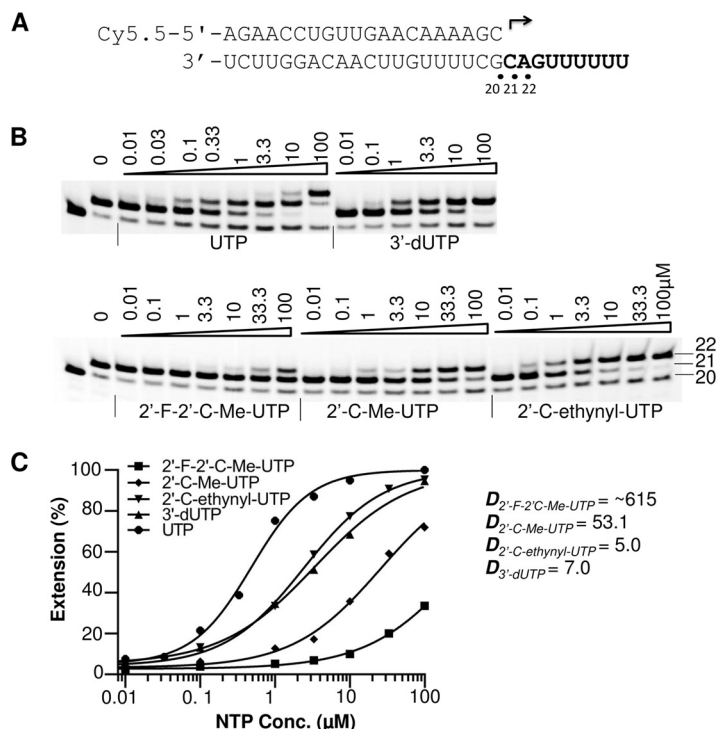 A
Cy5.5-5'-AGAACCUGUUGAACAAAAGC
3'-UCUUGGACAACUUGUUUUCGCAGUUUUUU
20 21 22
B
0 0.01 0.03 0.1 0.33 1 3.3 10 100 0.01 0.1 1 3.3 10 100
UTP 3'-dUTP
0 0.01 0.1 1 3.3 10 33.3 100 0.01 0.1 1 3.3 10 33.3 100 0.01 0.1 1 3.3 10 33.3 100μM
22
21
20
2'-F-2'-C-Me-UTP 2'-C-Me-UTP 2'-C-ethynyl-UTP
C
Extension (%)
100
80
60
40
20
0
2'-F-2'-C-Me-UTP
2'-C-Me-UTP
2'-C-ethynyl-UTP
3'-dUTP
UTP
0.01 0.1 1 10 100
NTP Conc. (μM)
D2'-F-2'C-Me-UTP = ~615
D2'-C-Me-UTP = 53.1
D2'-C-ethynyl-UTP = 5.0
D3'-dUTP = 7.0